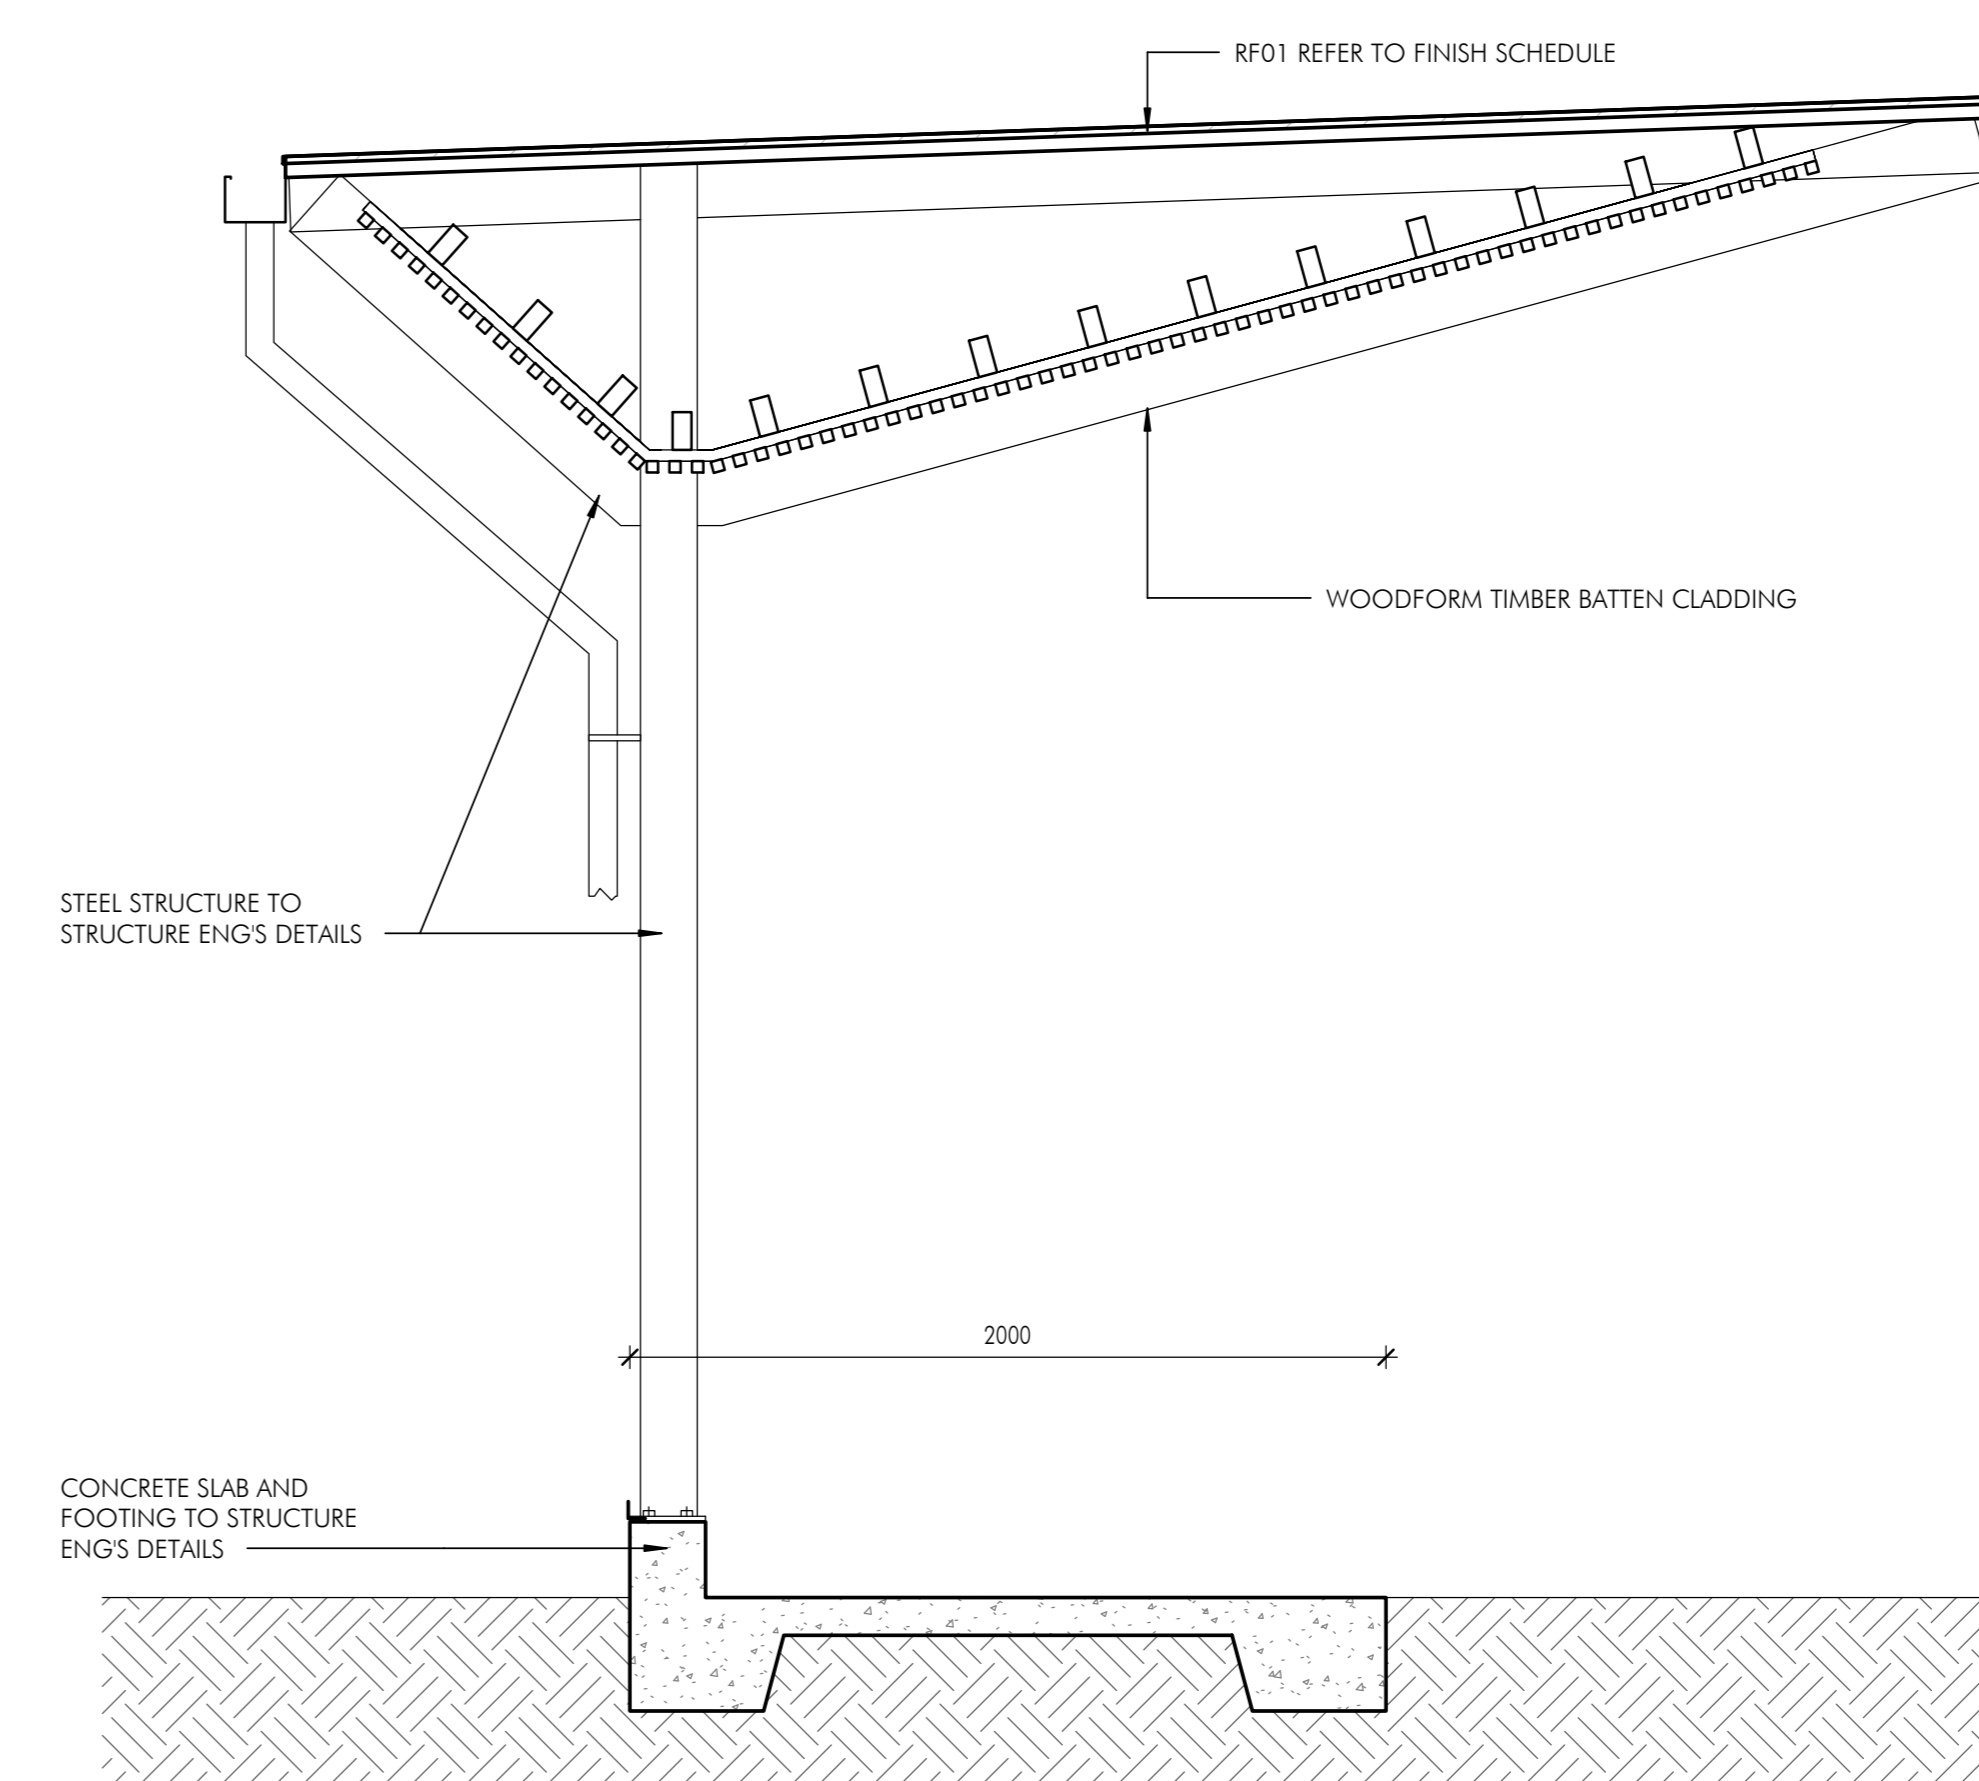 RF01 REFER TO FINISH SCHEDULE
WOODFORM TIMBER BATTEN CLADDING
STEEL STRUCTURE TO
STRUCTURE ENG'S DETAILS
2000
CONCRETE SLAB AND
FOOTING TO STRUCTURE
ENG'S DETAILS